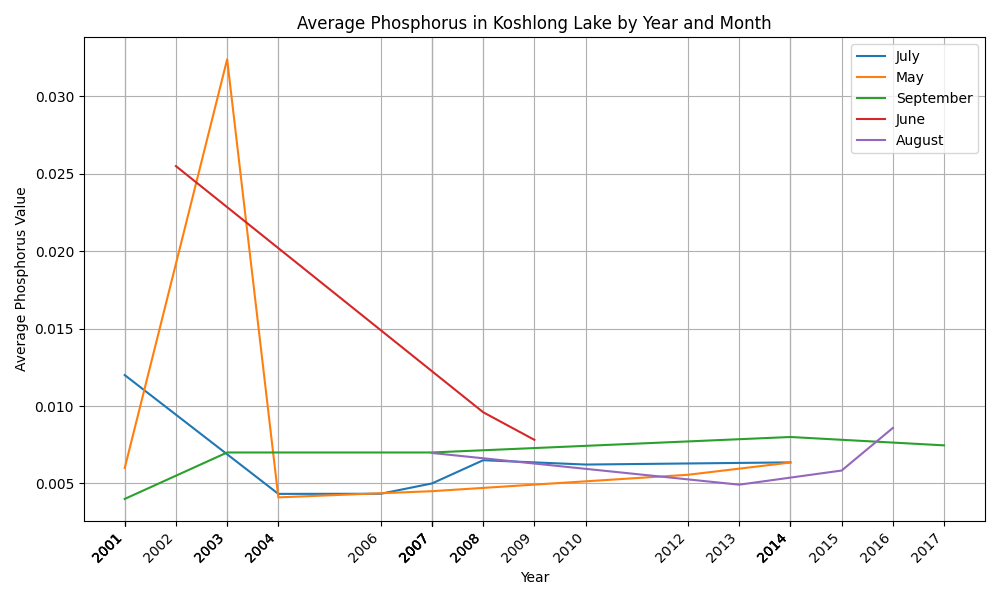 Average Phosphorus in Koshlong Lake by Year and Month
July
May
September
June
August
0.030
0.025
0.020
0.015
0.010
0.005
Average Phosphorus Value
2001 2002 2003 2004 2006 2007 2008 2009 2010 2012 2013 2014 2015 2016 2017
Year